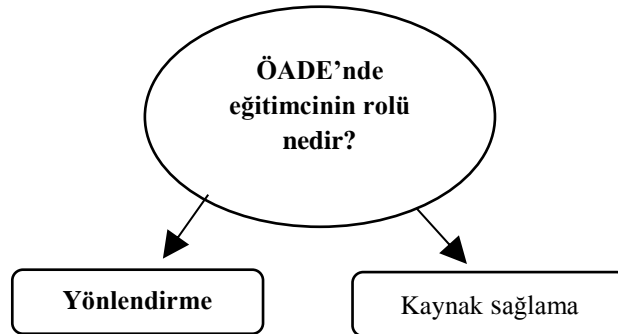 ÖADE’nde
eğitimcinin rolü
nedir?
Yönlendirme
Kaynak sağlama